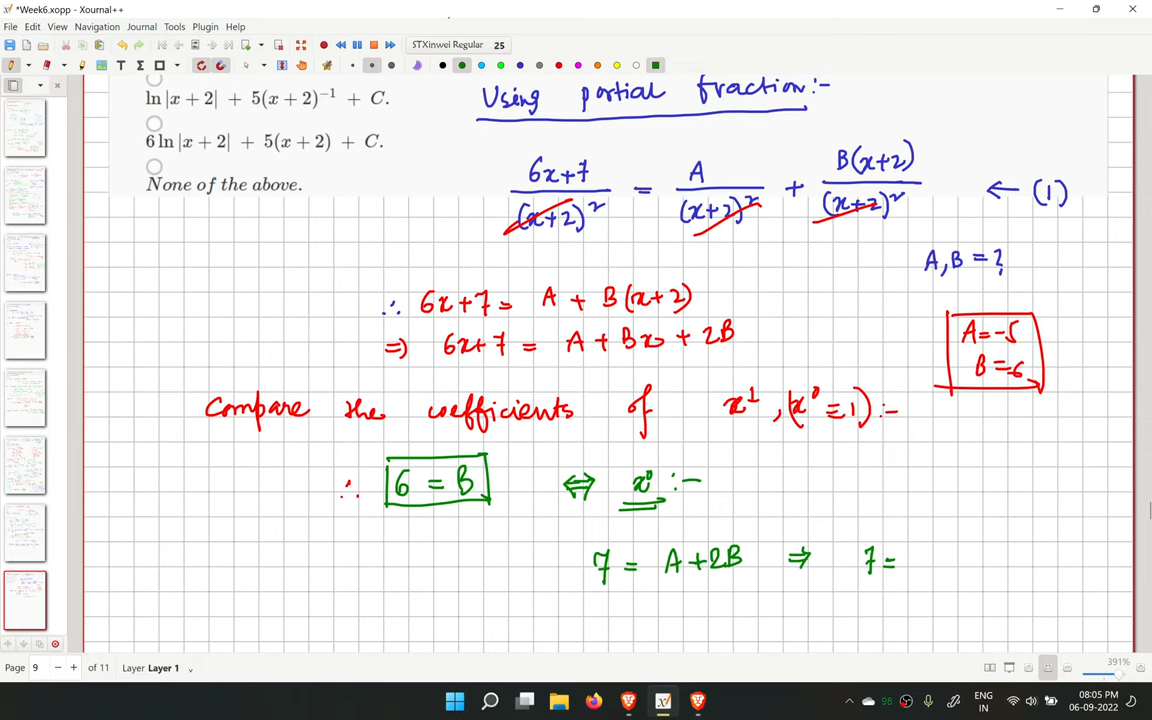 *Week6.xopp - Xournal++
File Edit View Navigation Journal Tools Plugin Help
STXinwei Regular 25
ln |x + 2| + 5(x + 2)⁻¹ + C.
6 ln |x + 2| + 5(x + 2) + C.
None of the above.
Using partial fraction:-
6x+7/(x+2)² = A/(x+2)² + B(x+2)/(x+2)² ← (1)
A, B = ?
∴ 6x+7 = A + B(x+2)
⇒ 6x+7 = A + Bx + 2B
A=-5
B=6
Compare the coefficients of x¹, (x⁰=1) :-
∴ 6 = B ⇔ x⁰ :-
7 = A+2B ⇒ 7 =
Page 9 of 11 Layer Layer 1
391%
98
ENG
IN
08:05 PM
06-09-2022